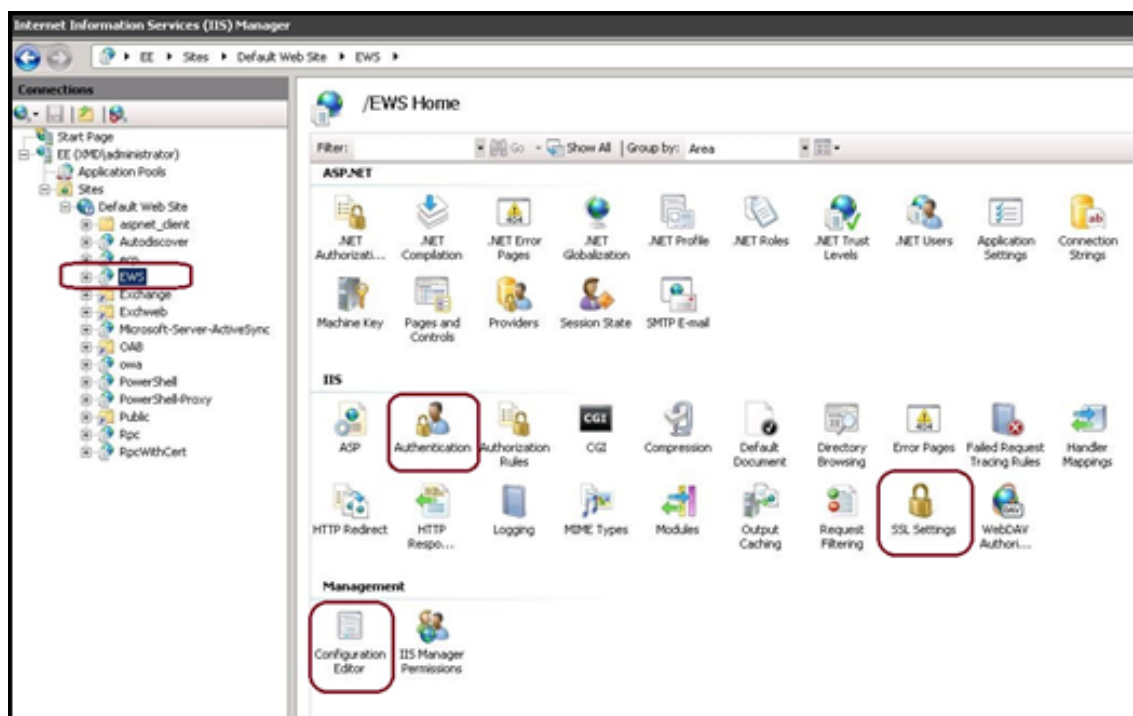 Internet Information Services (IIS) Manager
EE Sites Default Web Site EWS
Connections
Start Page
EE (XMD\administrator)
Application Pools
Sites
Default Web Site
aspnet_client
Autodiscover
ecp
EWS
Exchange
Exchweb
Microsoft-Server-ActiveSync
OAB
owa
PowerShell
PowerShell-Proxy
Public
Rpc
RpcWithCert
/EWS Home
Filter: Go Show All Group by: Area
ASP.NET
.NET Authorizati...
.NET Compilation
.NET Error Pages
.NET Globalization
.NET Profile
.NET Roles
.NET Trust Levels
.NET Users
Application Settings
Connection Strings
Machine Key
Pages and Controls
Providers
Session State
SMTP E-mail
IIS
ASP
Authentication
Authorization Rules
CGI
Compression
Default Document
Directory Browsing
Error Pages
Failed Request Tracing Rules
Handler Mappings
HTTP Redirect
HTTP Respo...
Logging
MIME Types
Modules
Output Caching
Request Filtering
SSL Settings
WebDAV Authori...
Management
Configuration Editor
IIS Manager Permissions